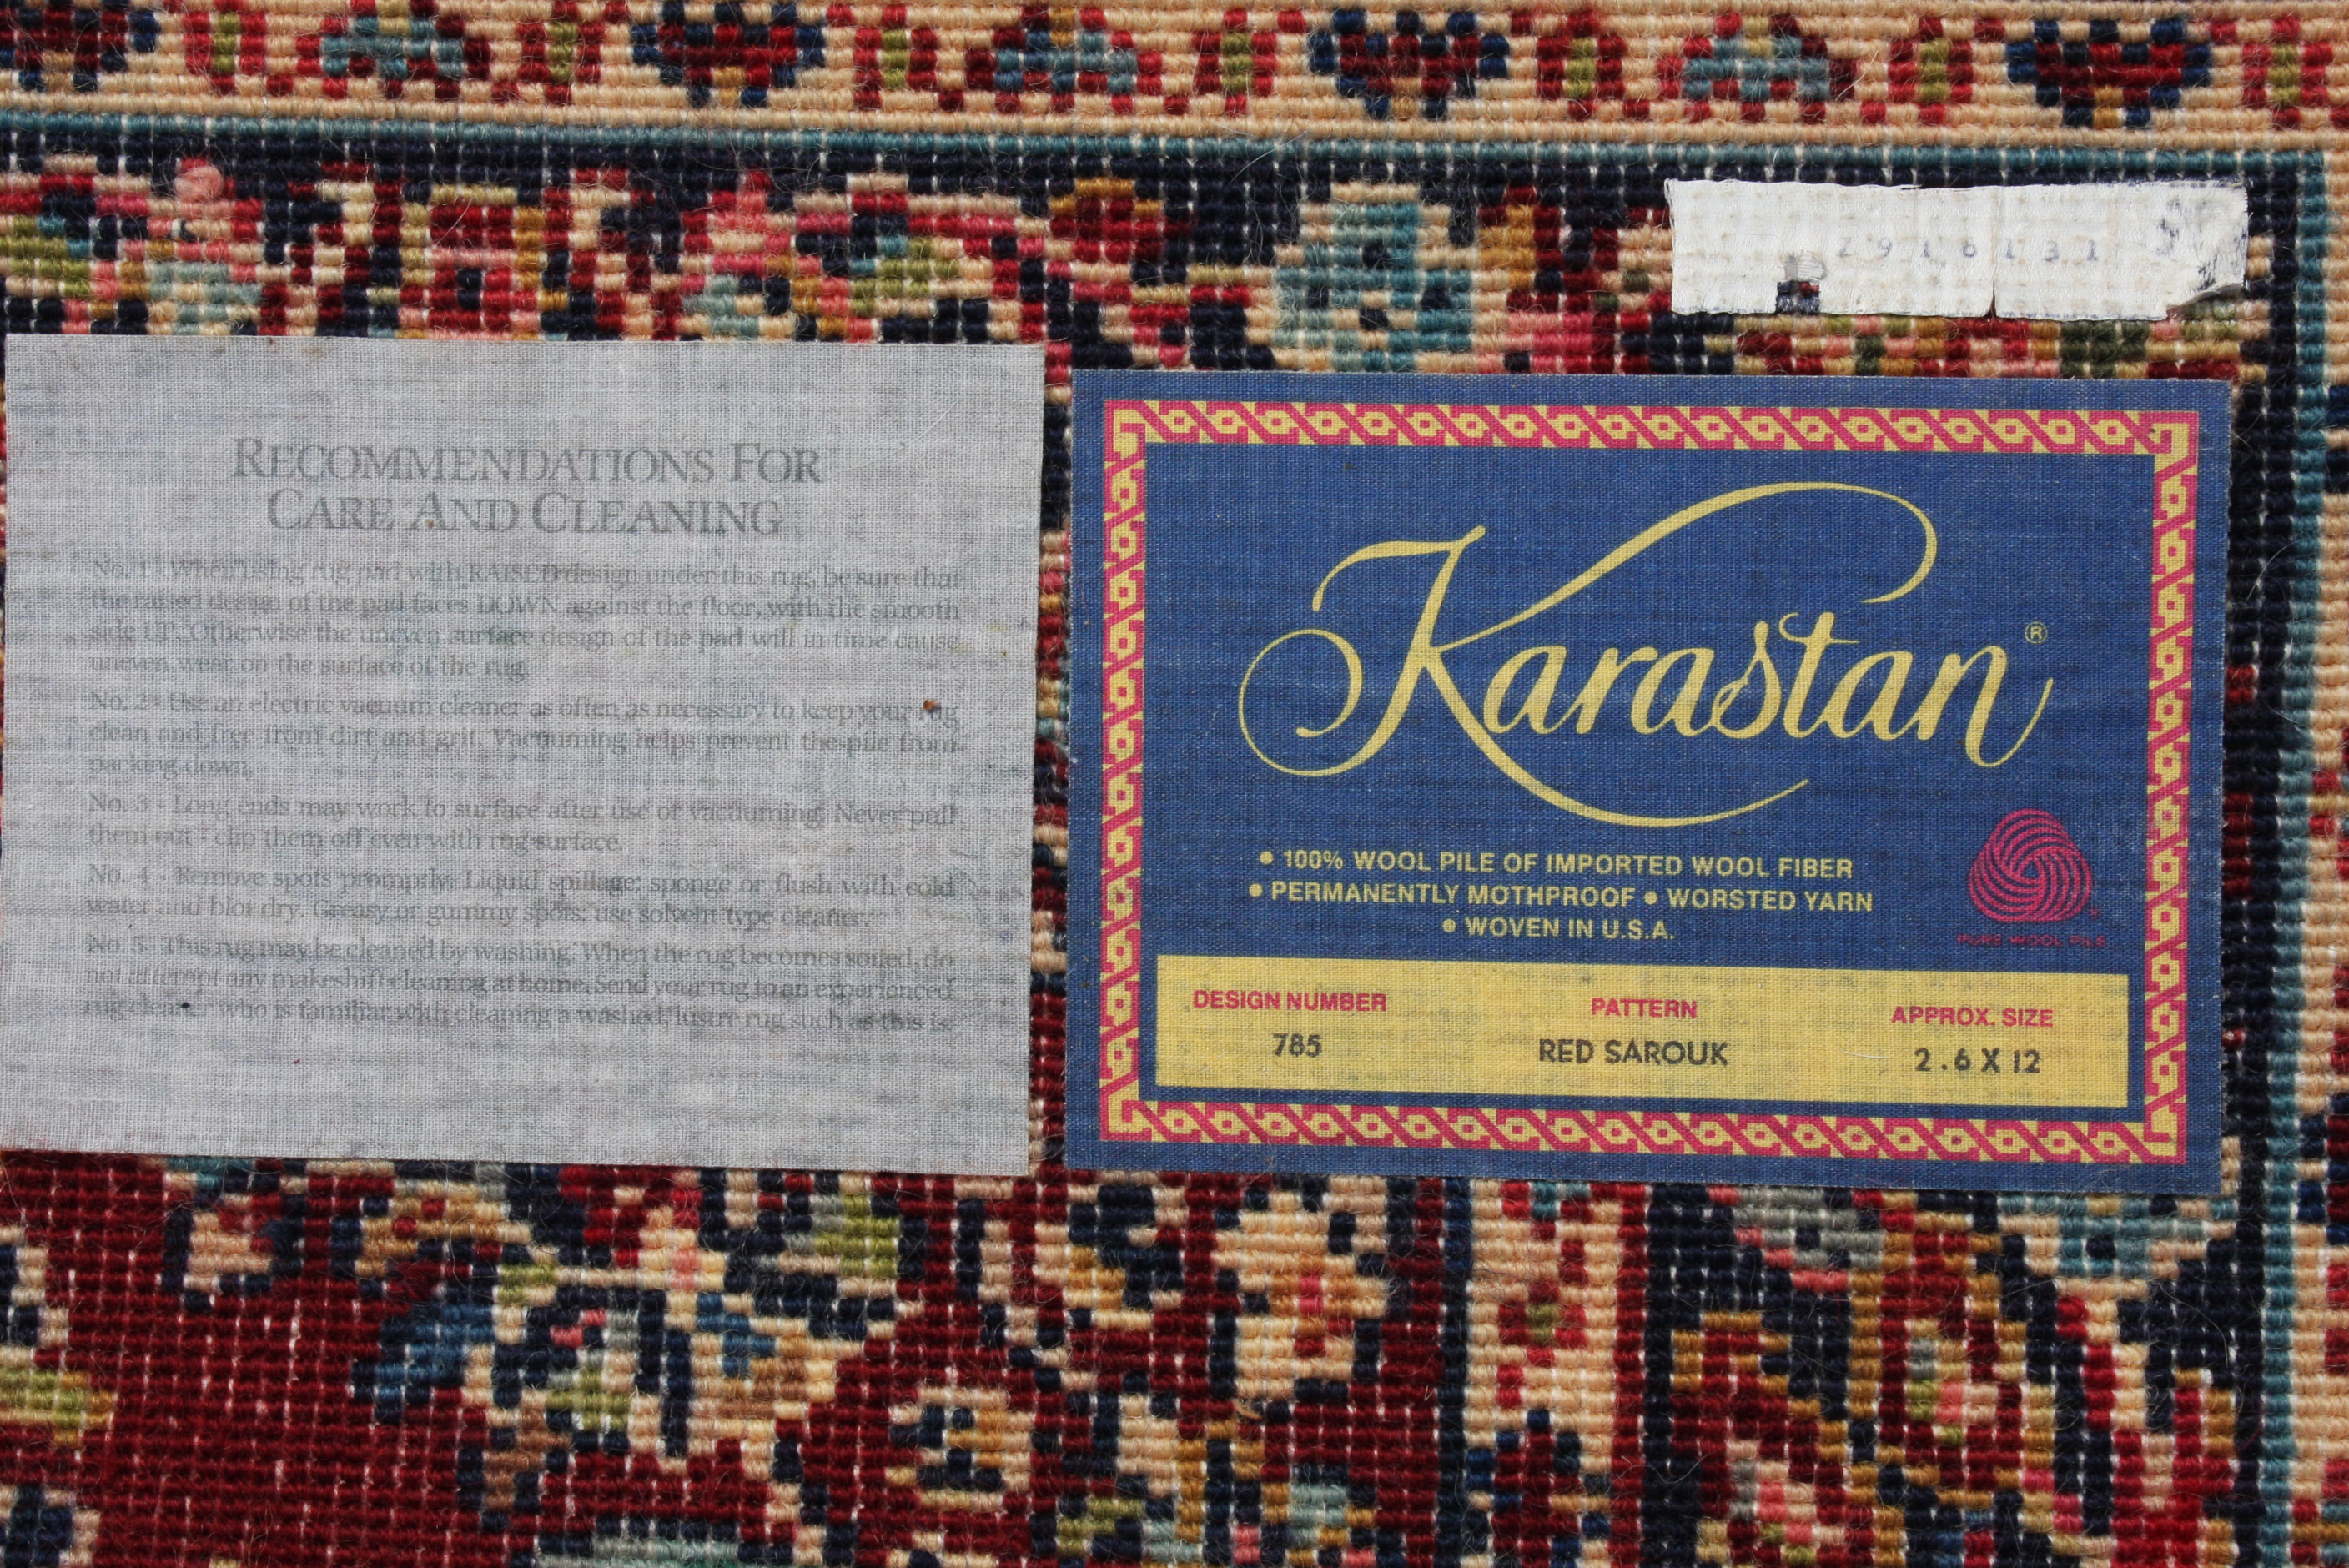 2916131
RECOMMENDATIONS FOR
CARE AND CLEANING
No. 1 - When using rug pad with RAISED design under this rug, be sure that
the raised design of the pad faces DOWN against the floor, with the smooth
side UP. Otherwise the uneven surface design of the pad will in time cause
uneven wear on the surface of the rug.
No. 2 - Use an electric vacuum cleaner as often as necessary to keep your rug
clean and free from dirt and grit. Vacuuming helps prevent the pile from
packing down.
No. 3 - Long ends may work to surface after use or vacuuming. Never pull
them out - clip them off even with rug surface.
No. 4 - Remove spots promptly. Liquid spillage; sponge or flush with cold
water and blot dry. Greasy or gummy spots: use solvent type cleaner.
No. 5 - This rug may be cleaned by washing. When the rug becomes soiled, do
not attempt any makeshift cleaning at home. Send your rug to an experienced
rug cleaner who is familiar with cleaning a washed, lustre rug such as this is.
Karastan®
• 100% WOOL PILE OF IMPORTED WOOL FIBER
• PERMANENTLY MOTHPROOF • WORSTED YARN
• WOVEN IN U.S.A.
PURE WOOL PILE
DESIGN NUMBER PATTERN APPROX. SIZE
785 RED SAROUK 2.6 X 12